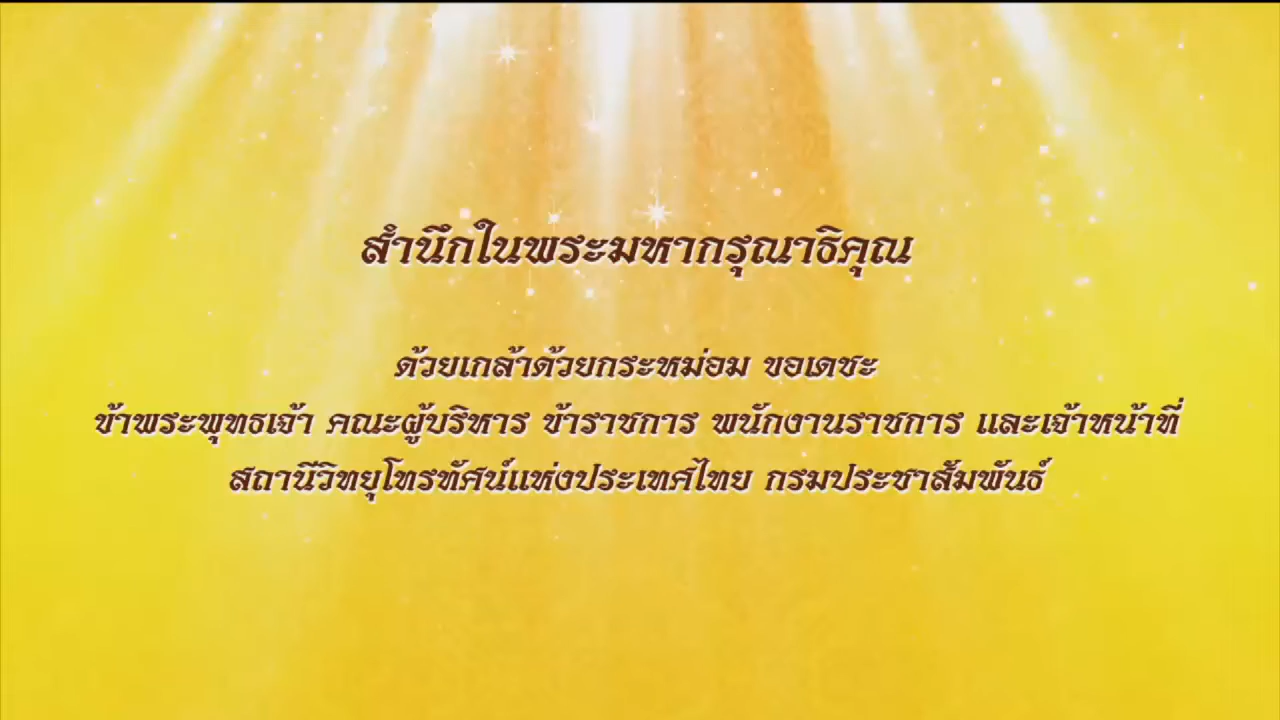 สำนึกในพระมหากรุณาธิคุณ
ด้วยเกล้าด้วยกระหม่อม ขอเดชะ
ข้าพระพุทธเจ้า คณะผู้บริหาร ข้าราชการ พนักงานราชการ และเจ้าหน้าที่
สถานีวิทยุโทรทัศน์แห่งประเทศไทย กรมประชาสัมพันธ์